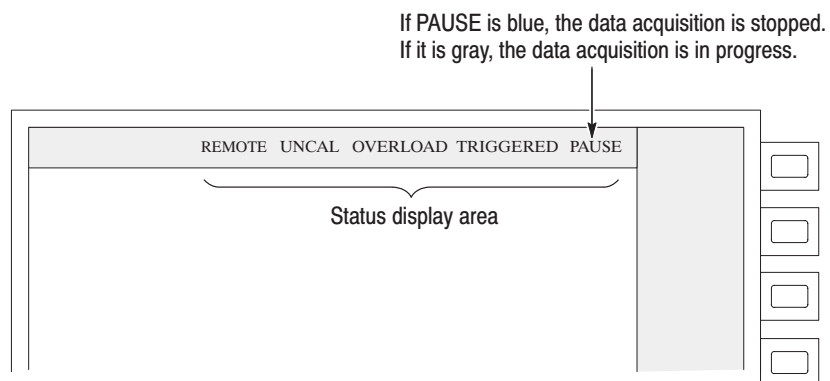 If PAUSE is blue, the data acquisition is stopped.
If it is gray, the data acquisition is in progress.
REMOTE UNCAL OVERLOAD TRIGGERED PAUSE
Status display area